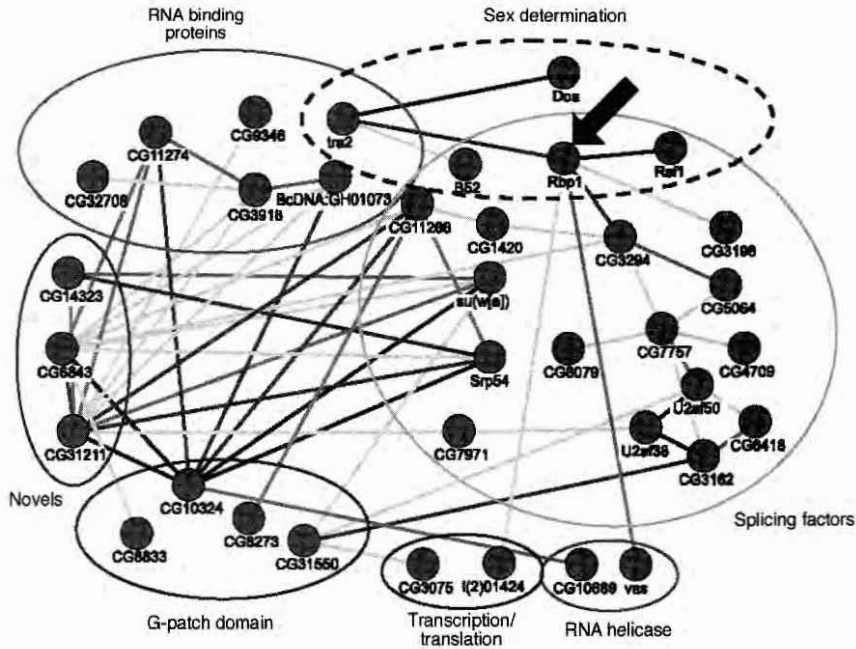 RNA binding
proteins
Sex determination
Doa
CG9346
tra2
CG11274
Rbp1
Rsf1
B52
CG32708
CG3918
BcDNA:GH01073
CG11266
CG1420
CG3294
CG3198
CG14323
su(w[a])
CG5064
CG6843
Srp54
CG6079
CG7757
CG4709
U2af50
CG31211
CG7971
U2af38
CG6418
CG3162
Novels
CG10324
Splicing factors
CG8833
CG8273
CG31550
CG3075
l(2)01424
CG10689
vas
G-patch domain
Transcription/
translation
RNA helicase